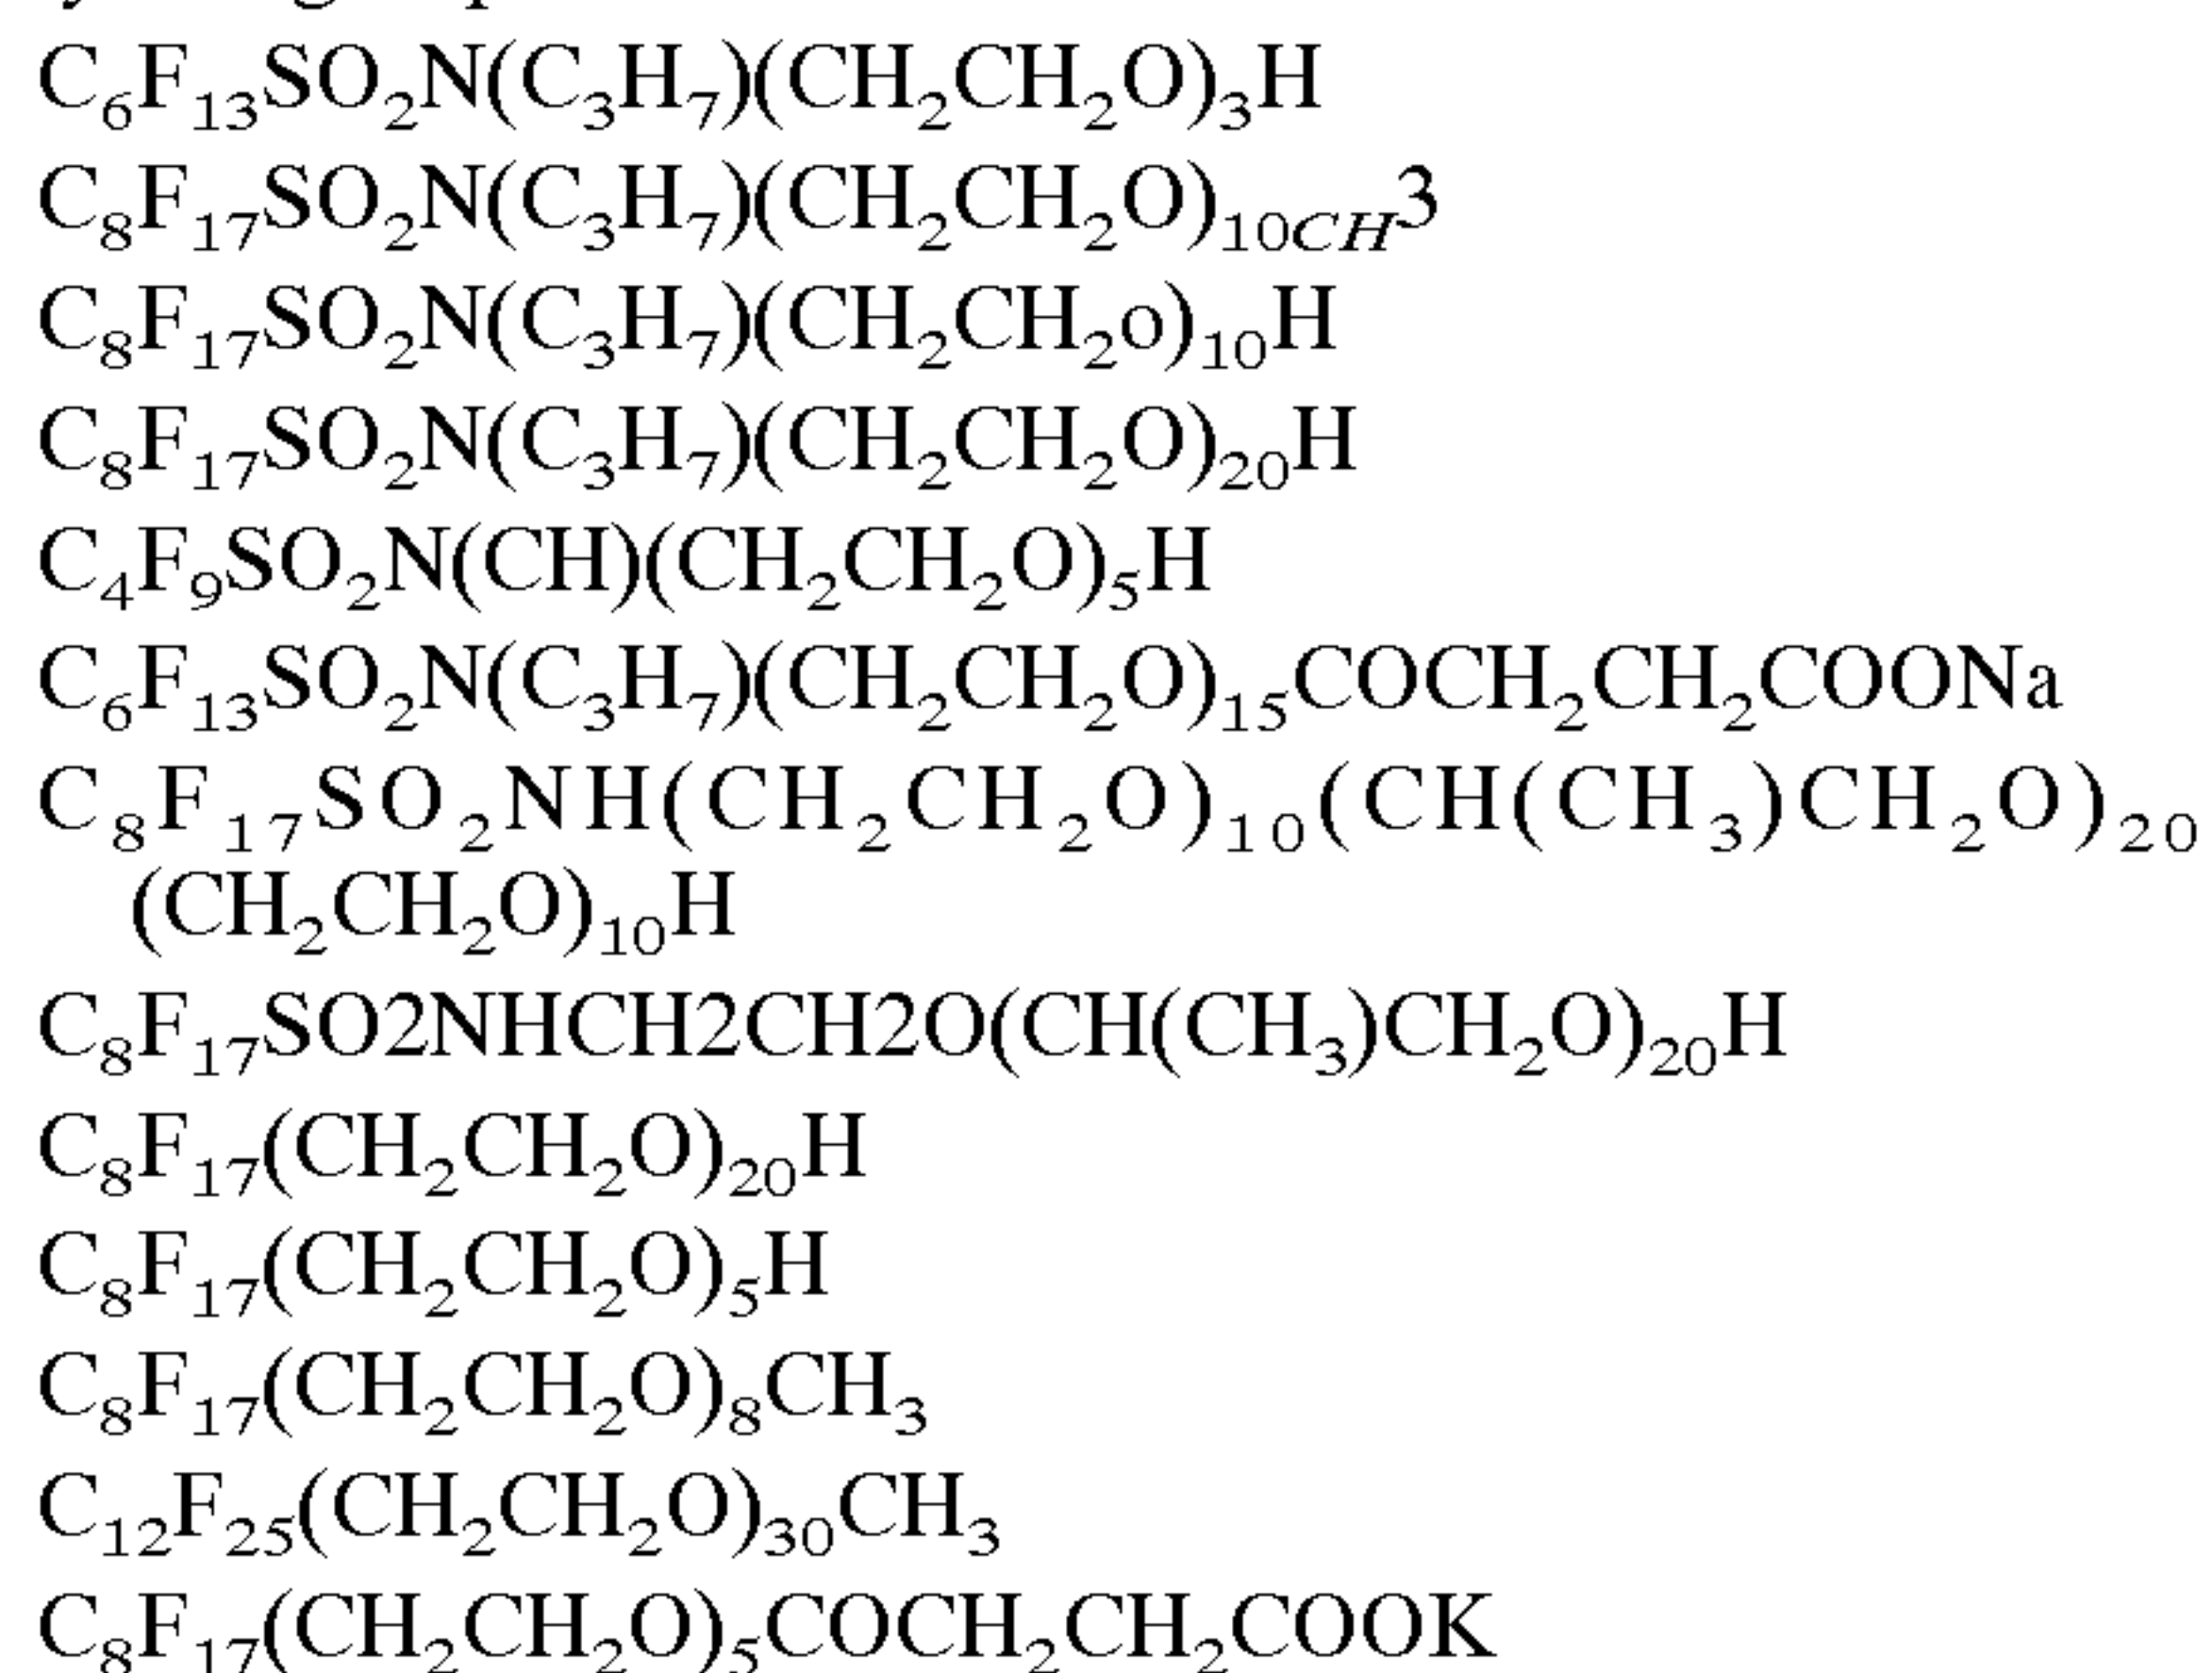 C₆F₁₃SO₂N(C₃H₇)(CH₂CH₂O)₃H
C₈F₁₇SO₂N(C₃H₇)(CH₂CH₂O)₁₀CH3
C₈F₁₇SO₂N(C₃H₇)(CH₂CH₂o)₁₀H
C₈F₁₇SO₂N(C₃H₇)(CH₂CH₂O)₂₀H
C₄F₉SO₂N(CH)(CH₂CH₂O)₅H
C₆F₁₃SO₂N(C₃H₇)(CH₂CH₂O)₁₅COCH₂CH₂COONa
C₈F₁₇SO₂NH(CH₂CH₂O)₁₀(CH(CH₃)CH₂O)₂₀
(CH₂CH₂O)₁₀H
C₈F₁₇SO2NHCH2CH2O(CH(CH₃)CH₂O)₂₀H
C₈F₁₇(CH₂CH₂O)₂₀H
C₈F₁₇(CH₂CH₂O)₅H
C₈F₁₇(CH₂CH₂O)₈CH₃
C₁₂F₂₅(CH₂CH₂O)₃₀CH₃
C₈F₁₇(CH₂CH₂O)₅COCH₂CH₂COOK